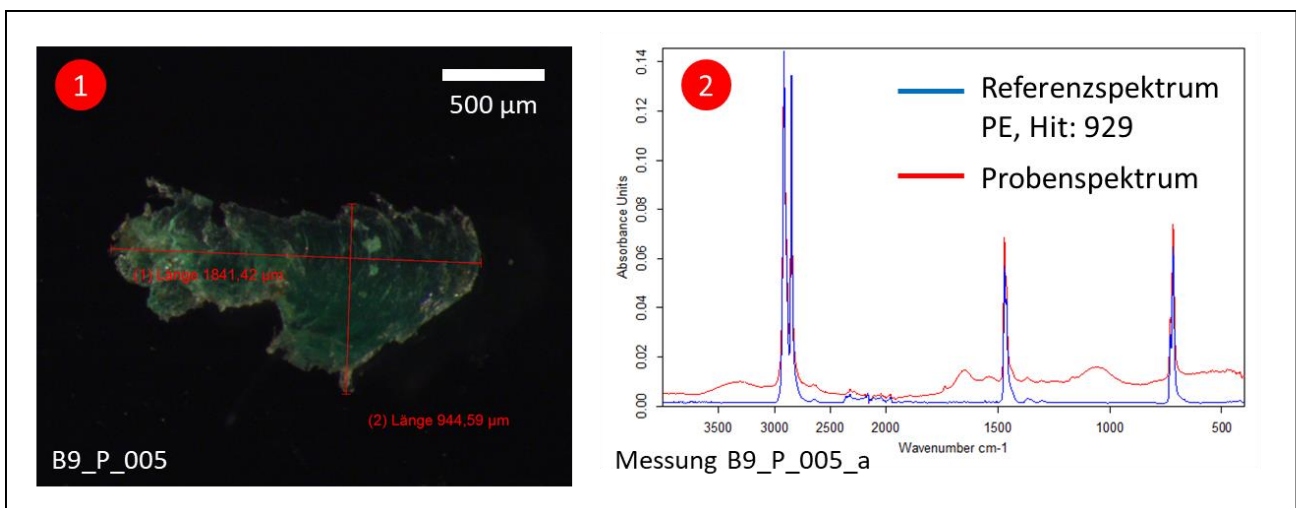 1
500 µm
(1) Länge 1841,42 µm
(2) Länge 944,59 µm
B9_P_005
2
Referenzspektrum
PE, Hit: 929
Probenspektrum
Absorbance Units
0.14
0.12
0.10
0.08
0.06
0.04
0.02
0.00
3500 3000 2500 2000 1500 1000 500
Wavenumber cm-1
Messung B9_P_005_a